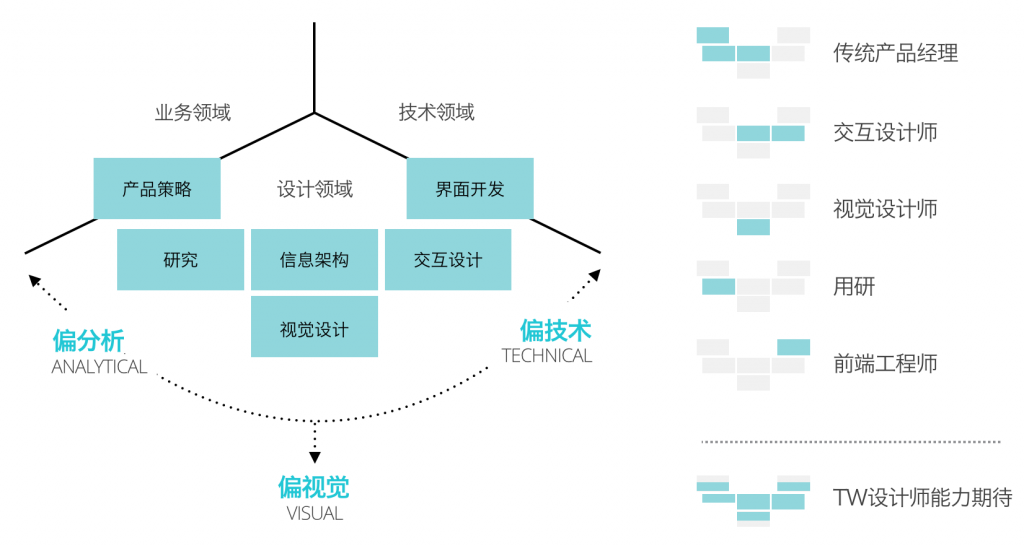 业务领域
技术领域
产品策略
设计领域
界面开发
研究
信息架构
交互设计
视觉设计
偏分析
ANALYTICAL
偏技术
TECHNICAL
偏视觉
VISUAL
传统产品经理
交互设计师
视觉设计师
用研
前端工程师
TW设计师能力期待